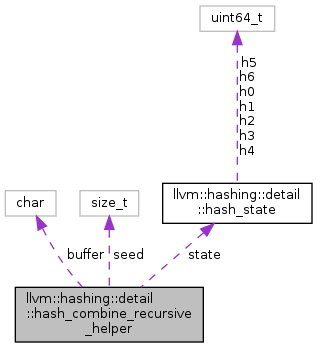 uint64_t
h5
h6
h0
h1
h2
h3
h4
char
size_t
llvm::hashing::detail
::hash_state
buffer
seed
state
llvm::hashing::detail
::hash_combine_recursive
_helper